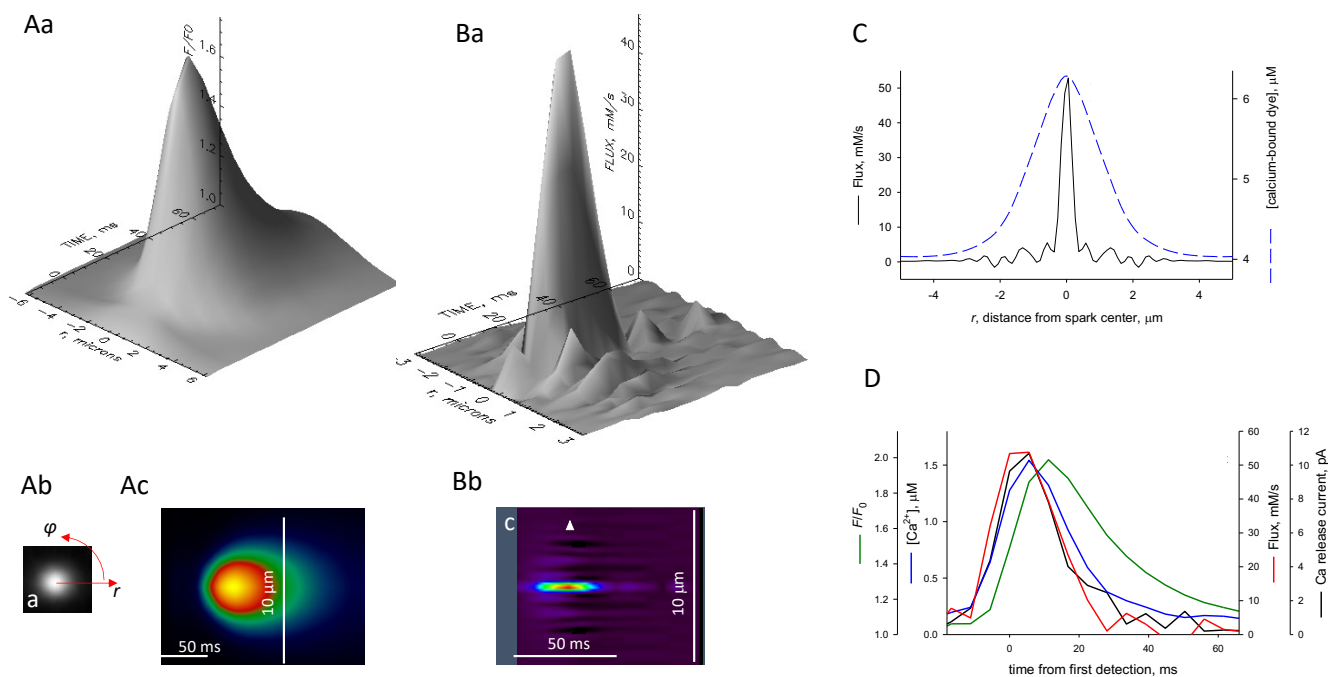 Aa
F/F0
1.6
1.4
1.2
1.0
TIME, ms
0
20
40
60
-6
-4
-2
0
2
4
6
r, microns
Ba
FLUX, mM/s
40
30
20
10
0
TIME, ms
0
20
40
60
-3
-2
-1
0
1
2
3
r, microns
C
Flux, mM/s
50
40
30
20
10
0
6
5
4
[calcium-bound dye], μM
-4 -2 0 2 4
r, distance from spark center, μm
Ab
φ
r
a
Ac
10 μm
50 ms
Bb
c
10 μm
50 ms
D
F/F0
2.0
1.8
1.6
1.4
1.2
1.0
[Ca2+], μM
1.5
1.0
0.5
0.0
60
50
40
30
20
10
0
Flux, mM/s
12
10
8
6
4
2
0
Ca release current, pA
0 20 40 60
time from first detection, ms